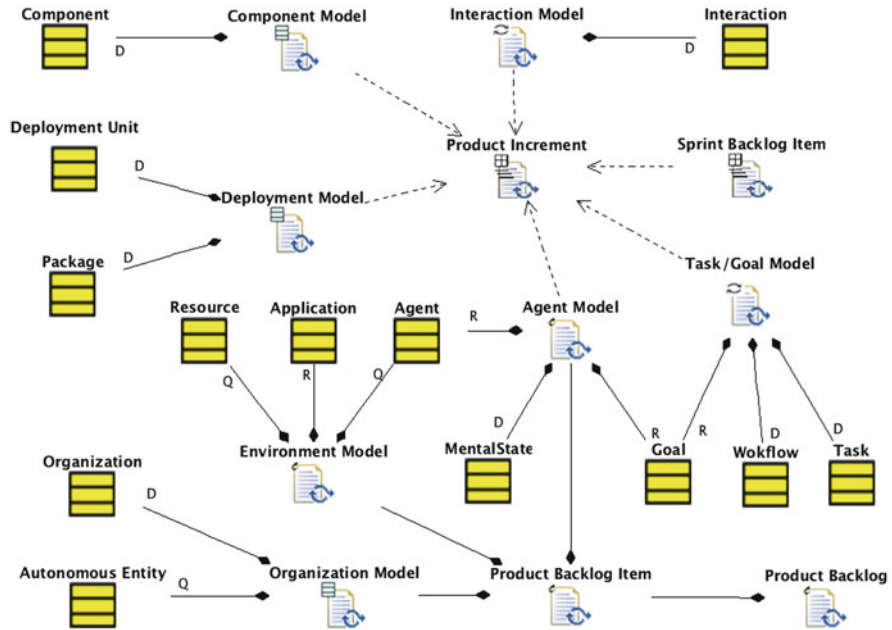 Component
Component Model
Interaction Model
Interaction
D
D
Deployment Unit
Product Increment
Sprint Backlog Item
D
Deployment Model
Package
D
Task/Goal Model
Resource
Application
Agent
R
Agent Model
Q
R
Q
D
R
R
D
D
Organization
Environment Model
MentalState
Goal
Wokflow
Task
D
Autonomous Entity
Q
Organization Model
Product Backlog Item
Product Backlog